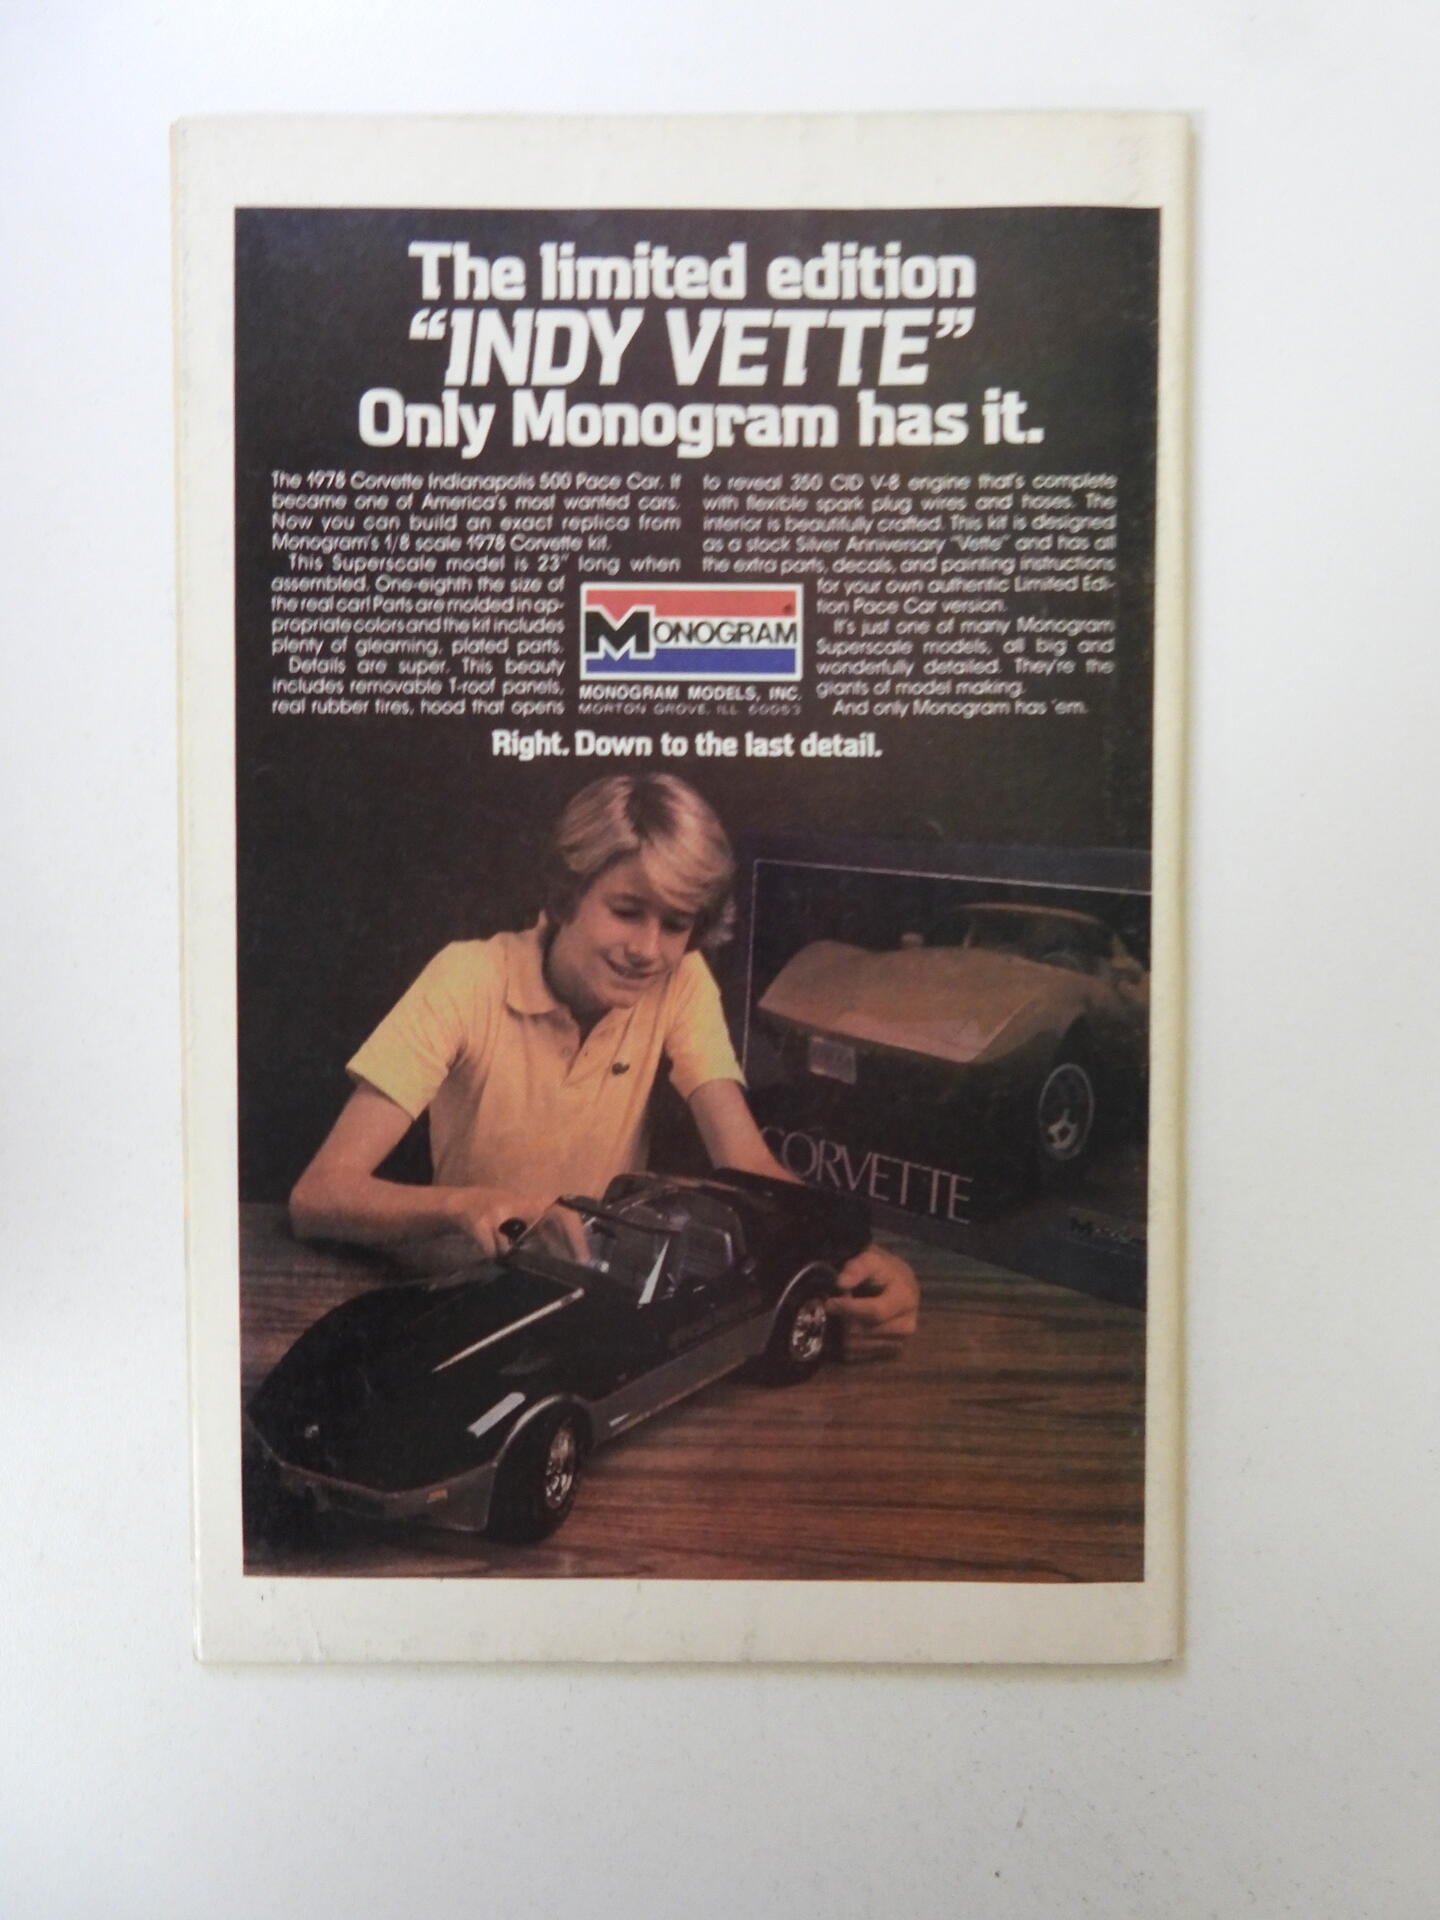 The limited edition
“INDY VETTE”
Only Monogram has it.
The 1978 Corvette Indianapolis 500 Pace Car. It
became one of America's most wanted cars.
Now you can build an exact replica from
Monogram's 1/8 scale 1978 Corvette kit.
This Superscale model is 23" long when
assembled. One-eighth the size of
the real car! Parts are molded in ap-
propriate colors and the kit includes
plenty of gleaming, plated parts.
Details are super. This beauty
includes removable T-roof panels,
real rubber tires, hood that opens
to reveal 350 CID V-8 engine that's complete
with flexible spark plug wires and hoses. The
interior is beautifully crafted. This kit is designed
as a stock Silver Anniversary "Vette" and has all
the extra parts, decals, and painting instructions
for your own authentic Limited Edi-
tion Pace Car version.
It's just one of many Monogram
Superscale models, all big and
wonderfully detailed. They're the
giants of model making.
And only Monogram has 'em.
MONOGRAM
MONOGRAM MODELS, INC.
MORTON GROVE, ILL. 60053
Right. Down to the last detail.
CORVETTE